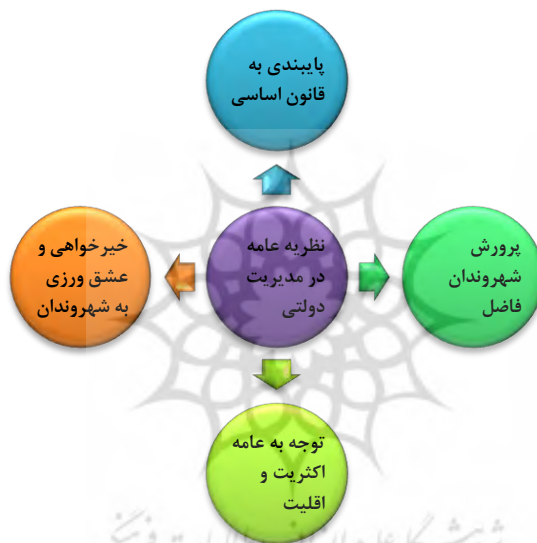 پایبندی به
قانون اساسی
خیرخواهی و
عشق ورزی
به شهروندان
نظریه عامه
در مدیریت
دولتی
پرورش
شهروندان
فاضل
توجه به عامه
اکثریت و
اقلیت